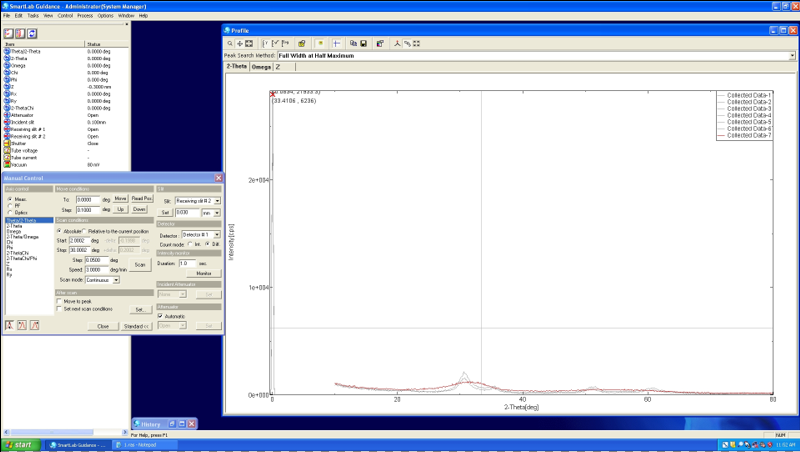 SmartLab Guidance - Administrator(System Manager)
File Edit Tasks View Control Process Options Window Help
Item Status
Theta/2-Theta 0.0000 deg
2-Theta 0.0000 deg
Omega 0.0000 deg
Chi 0.000 deg
Phi 0.000 deg
Z -0.3000 mm
Rx 0.000 deg
Ry 0.000 deg
2-ThetaChi 0.0000 deg
Attenuator Open
Incident slit 0.100mm
Receiving slit # 1 Open
Receiving slit # 2 Open
Shutter Close
Tube voltage -
Tube current -
Vacuum 80 mV
Manual Control
Axis control
Meas.
PF
Optics
Theta/2-Theta
2-Theta
Omega
2-Theta/Omega
Chi
Phi
2-ThetaChi
2-ThetaChi/Phi
Z
Rx
Ry
Move conditions
To: 0.0000 deg Move Read Pos
Step: 0.1000 deg Up Down
Scan conditions
Absolute Relative to the current position
Start 2.0002 deg
Stop 30.0002 deg
Step: 0.0500 deg Scan
Speed: 3.0000 deg/min
Scan mode: Continuous
After scan
Move to peak
Set next scan conditions Set...
Close Standard <<
Slit
Slit: Receiving slit # 2
Set 0.030 mm
Detector
Detector: Detector # 1
Count mode: Int. Diff.
Intensity monitor
Duration: 1.0 sec
Monitor
Incident Attenuator
Set
Attenuator
Automatic
Open Set
Profile
Peak Search Method: Full Width at Half Maximum
2-Theta Omega Z
(33.4106 , 6236)
Collected Data-1
Collected Data-2
Collected Data-3
Collected Data-4
Collected Data-5
Collected Data-6
Collected Data-7
Intensity[cps]
2e+004
1e+004
0e+000
0 20 40 60 80
2-Theta[deg]
History
For Help, press F1
NUM
start
SmartLab Guidance - ...
11:52 AM